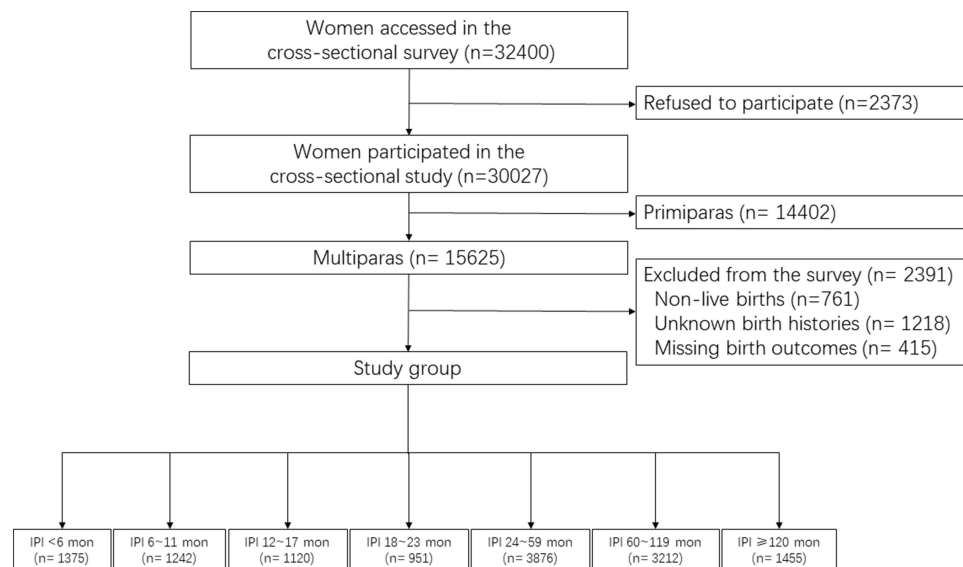 Women accessed in the
cross-sectional survey (n=32400)
Refused to participate (n=2373)
Women participated in the
cross-sectional study (n=30027)
Primiparas (n= 14402)
Multiparas (n= 15625)
Excluded from the survey (n= 2391)
Non-live births (n=761)
Unknown birth histories (n= 1218)
Missing birth outcomes (n= 415)
Study group
IPI <6 mon
(n= 1375)
IPI 6~11 mon
(n= 1242)
IPI 12~17 mon
(n= 1120)
IPI 18~23 mon
(n= 951)
IPI 24~59 mon
(n= 3876)
IPI 60~119 mon
(n= 3212)
IPI ⩾120 mon
(n= 1455)